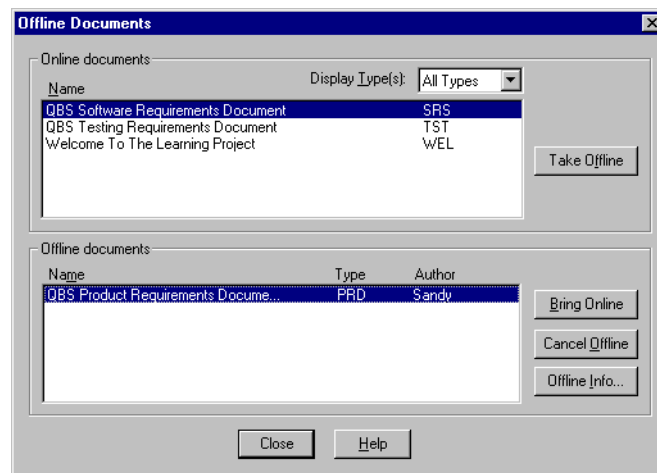 Offline Documents
Online documents
Display Type(s): All Types
Name
QBS Software Requirements Document SRS
QBS Testing Requirements Document TST
Welcome To The Learning Project WEL
Take Offline
Offline documents
Name Type Author
QBS Product Requirements Docume... PRD Sandy
Bring Online
Cancel Offline
Offline Info...
Close Help